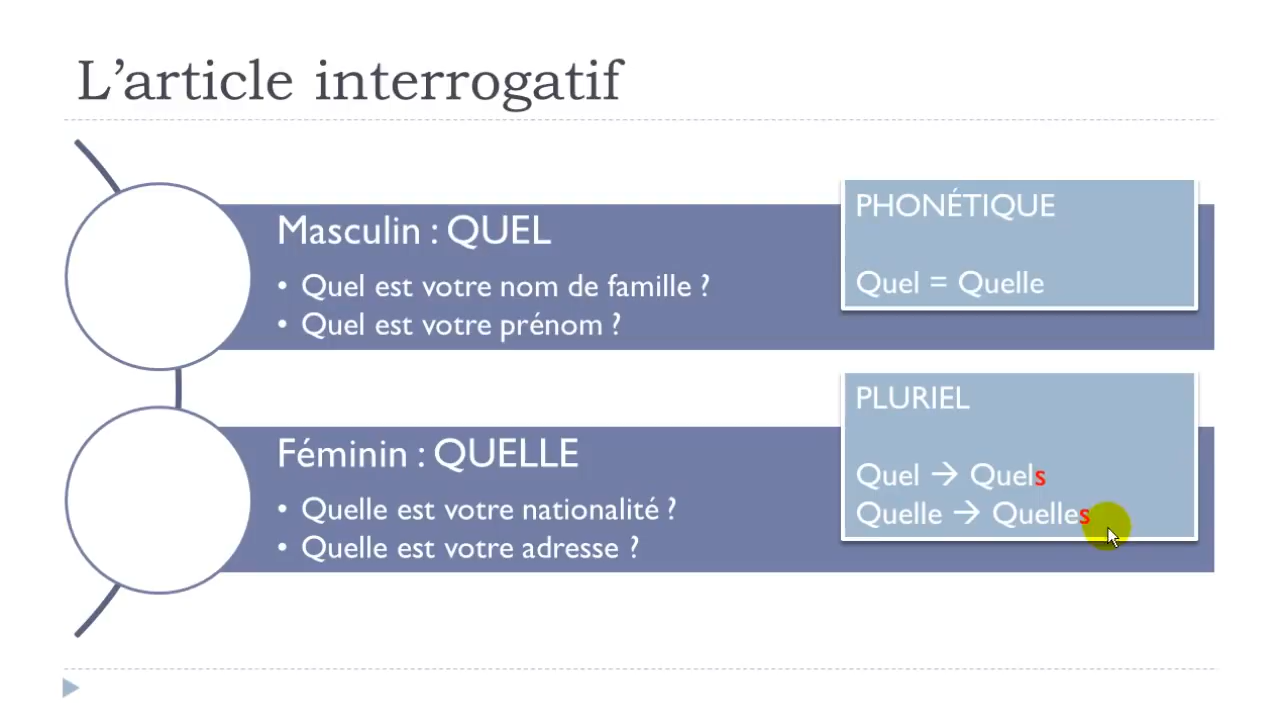 L’article interrogatif
Masculin : QUEL
• Quel est votre nom de famille ?
• Quel est votre prénom ?
PHONÉTIQUE
Quel = Quelle
Féminin : QUELLE
• Quelle est votre nationalité ?
• Quelle est votre adresse ?
PLURIEL
Quel → Quels
Quelle → Quelles